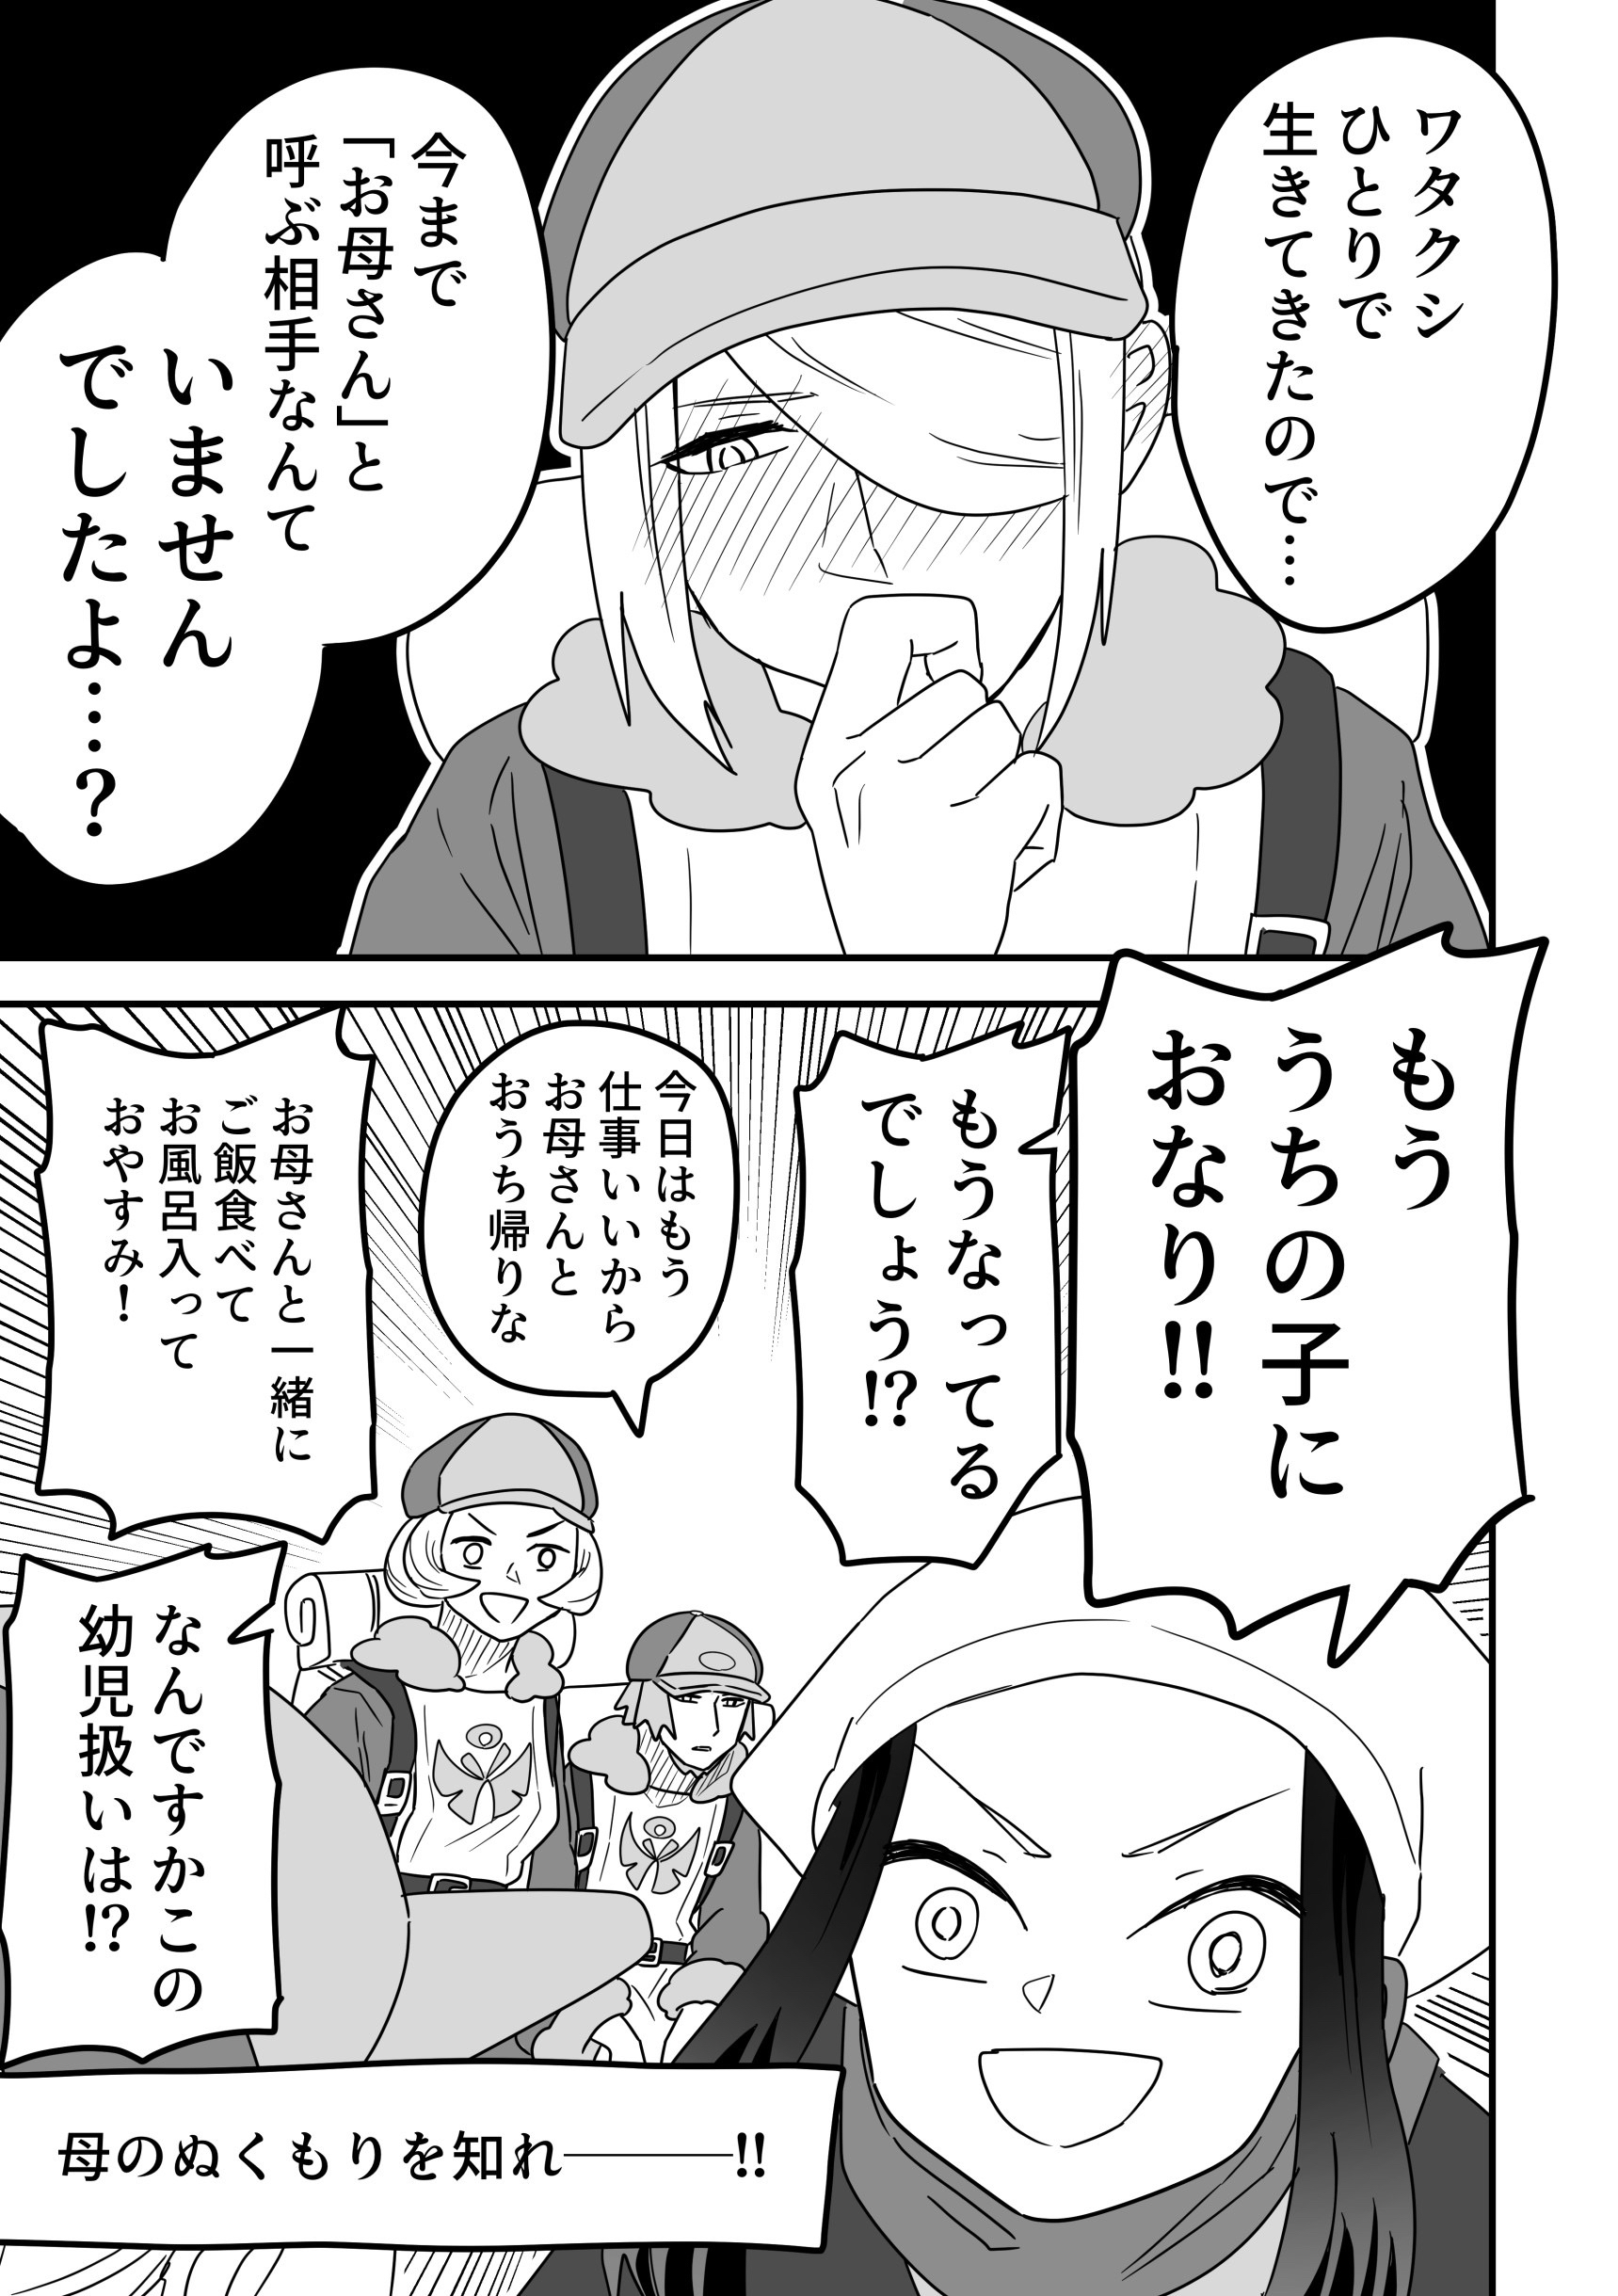 ワタクシ
ひとりで
生きてきたので…
今まで
「お母さん」と
呼ぶ相手なんて
いません
でしたよ……?
もう
うちの子に
おなり!!
もうなってる
でしょう!?
今日はもう
仕事いいから
お母さんと
おうち帰りな
お母さんと一緒に
ご飯食べて
お風呂入って
おやすみ!
なんですかこの
幼児扱いは!?
母のぬくもりを知れ―――!!